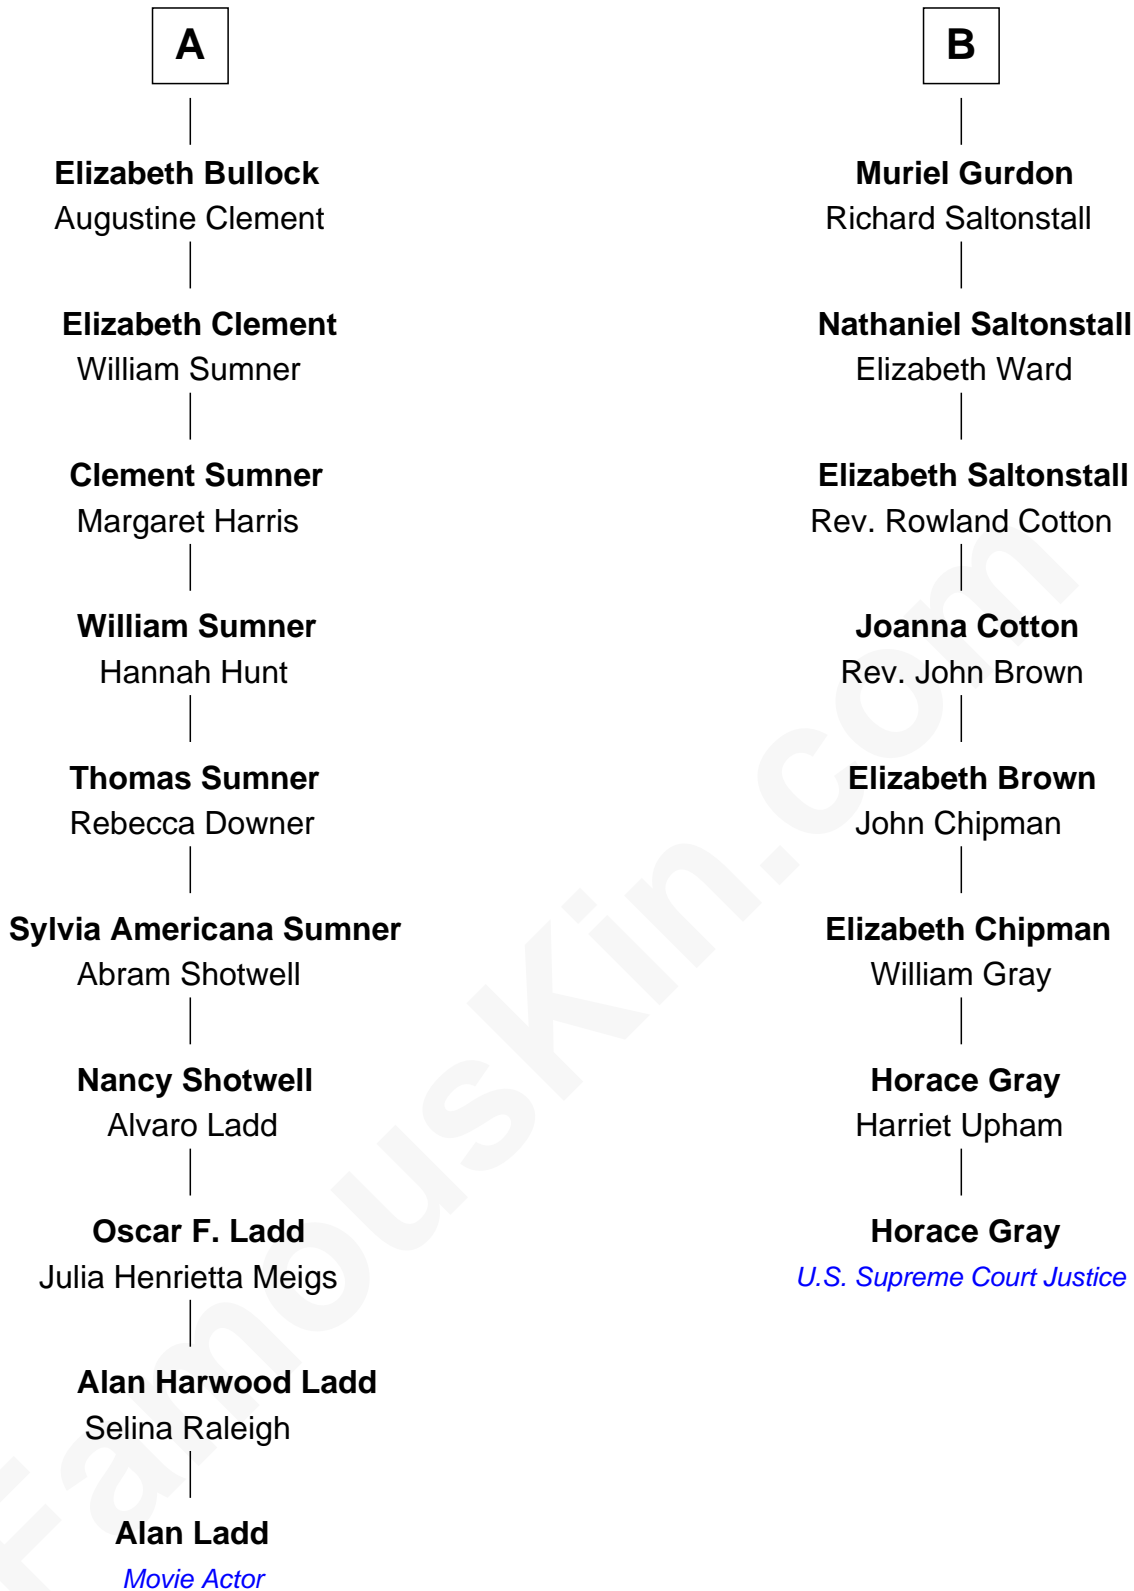 A
Elizabeth Bullock
Augustine Clement
Elizabeth Clement
William Sumner
Clement Sumner
Margaret Harris
William Sumner
Hannah Hunt
Thomas Sumner
Rebecca Downer
Sylvia Americana Sumner
Abram Shotwell
Nancy Shotwell
Alvaro Ladd
Oscar F. Ladd
Julia Henrietta Meigs
Alan Harwood Ladd
Selina Raleigh
Alan Ladd
Movie Actor
B
Muriel Gurdon
Richard Saltonstall
Nathaniel Saltonstall
Elizabeth Ward
Elizabeth Saltonstall
Rev. Rowland Cotton
Joanna Cotton
Rev. John Brown
Elizabeth Brown
John Chipman
Elizabeth Chipman
William Gray
Horace Gray
Harriet Upham
Horace Gray
U.S. Supreme Court Justice
FamousKin.com